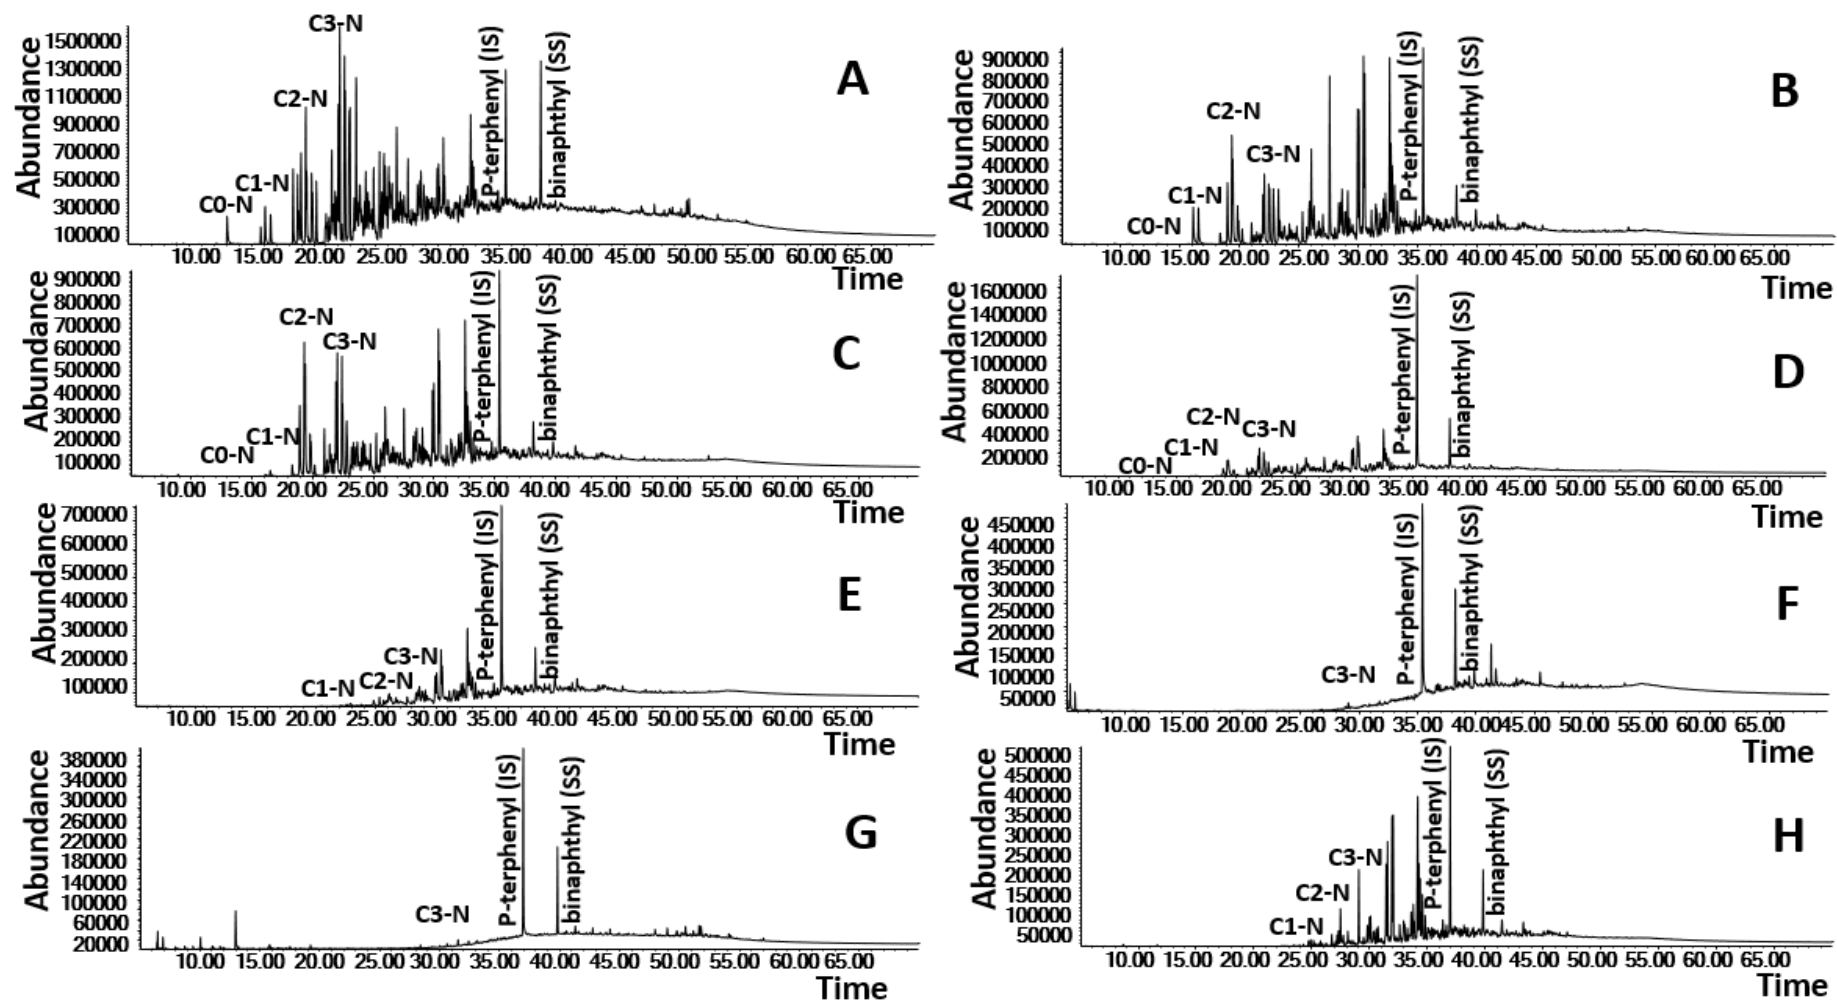 Abundance
1500000
1300000
1100000
900000
700000
500000
300000
100000
C0-N
C1-N
C2-N
C3-N
P-terphenyl (IS)
binaphthyl (SS)
A
10.00 15.00 20.00 25.00 30.00 35.00 40.00 45.00 50.00 55.00 60.00 65.00
Time
Abundance
900000
800000
700000
600000
500000
400000
300000
200000
100000
C0-N
C1-N
C2-N
C3-N
P-terphenyl (IS)
binaphthyl (SS)
B
10.00 15.00 20.00 25.00 30.00 35.00 40.00 45.00 50.00 55.00 60.00 65.00
Time
Abundance
900000
800000
700000
600000
500000
400000
300000
200000
100000
C0-N
C1-N
C2-N
C3-N
P-terphenyl (IS)
binaphthyl (SS)
C
10.00 15.00 20.00 25.00 30.00 35.00 40.00 45.00 50.00 55.00 60.00 65.00
Time
Abundance
1600000
1400000
1200000
1000000
800000
600000
400000
200000
C0-N
C1-N
C2-N
C3-N
P-terphenyl (IS)
binaphthyl (SS)
D
10.00 15.00 20.00 25.00 30.00 35.00 40.00 45.00 50.00 55.00 60.00 65.00
Time
Abundance
700000
600000
500000
400000
300000
200000
100000
C1-N
C2-N
C3-N
P-terphenyl (IS)
binaphthyl (SS)
E
10.00 15.00 20.00 25.00 30.00 35.00 40.00 45.00 50.00 55.00 60.00 65.00
Time
Abundance
450000
400000
350000
300000
250000
200000
150000
100000
50000
C3-N
P-terphenyl (IS)
binaphthyl (SS)
F
10.00 15.00 20.00 25.00 30.00 35.00 40.00 45.00 50.00 55.00 60.00 65.00
Time
Abundance
380000
340000
300000
260000
220000
180000
140000
100000
60000
20000
C3-N
P-terphenyl (IS)
binaphthyl (SS)
G
10.00 15.00 20.00 25.00 30.00 35.00 40.00 45.00 50.00 55.00 60.00 65.00
Time
Abundance
500000
450000
400000
350000
300000
250000
200000
150000
100000
50000
C1-N
C2-N
C3-N
P-terphenyl (IS)
binaphthyl (SS)
H
10.00 15.00 20.00 25.00 30.00 35.00 40.00 45.00 50.00 55.00 60.00 65.00
Time